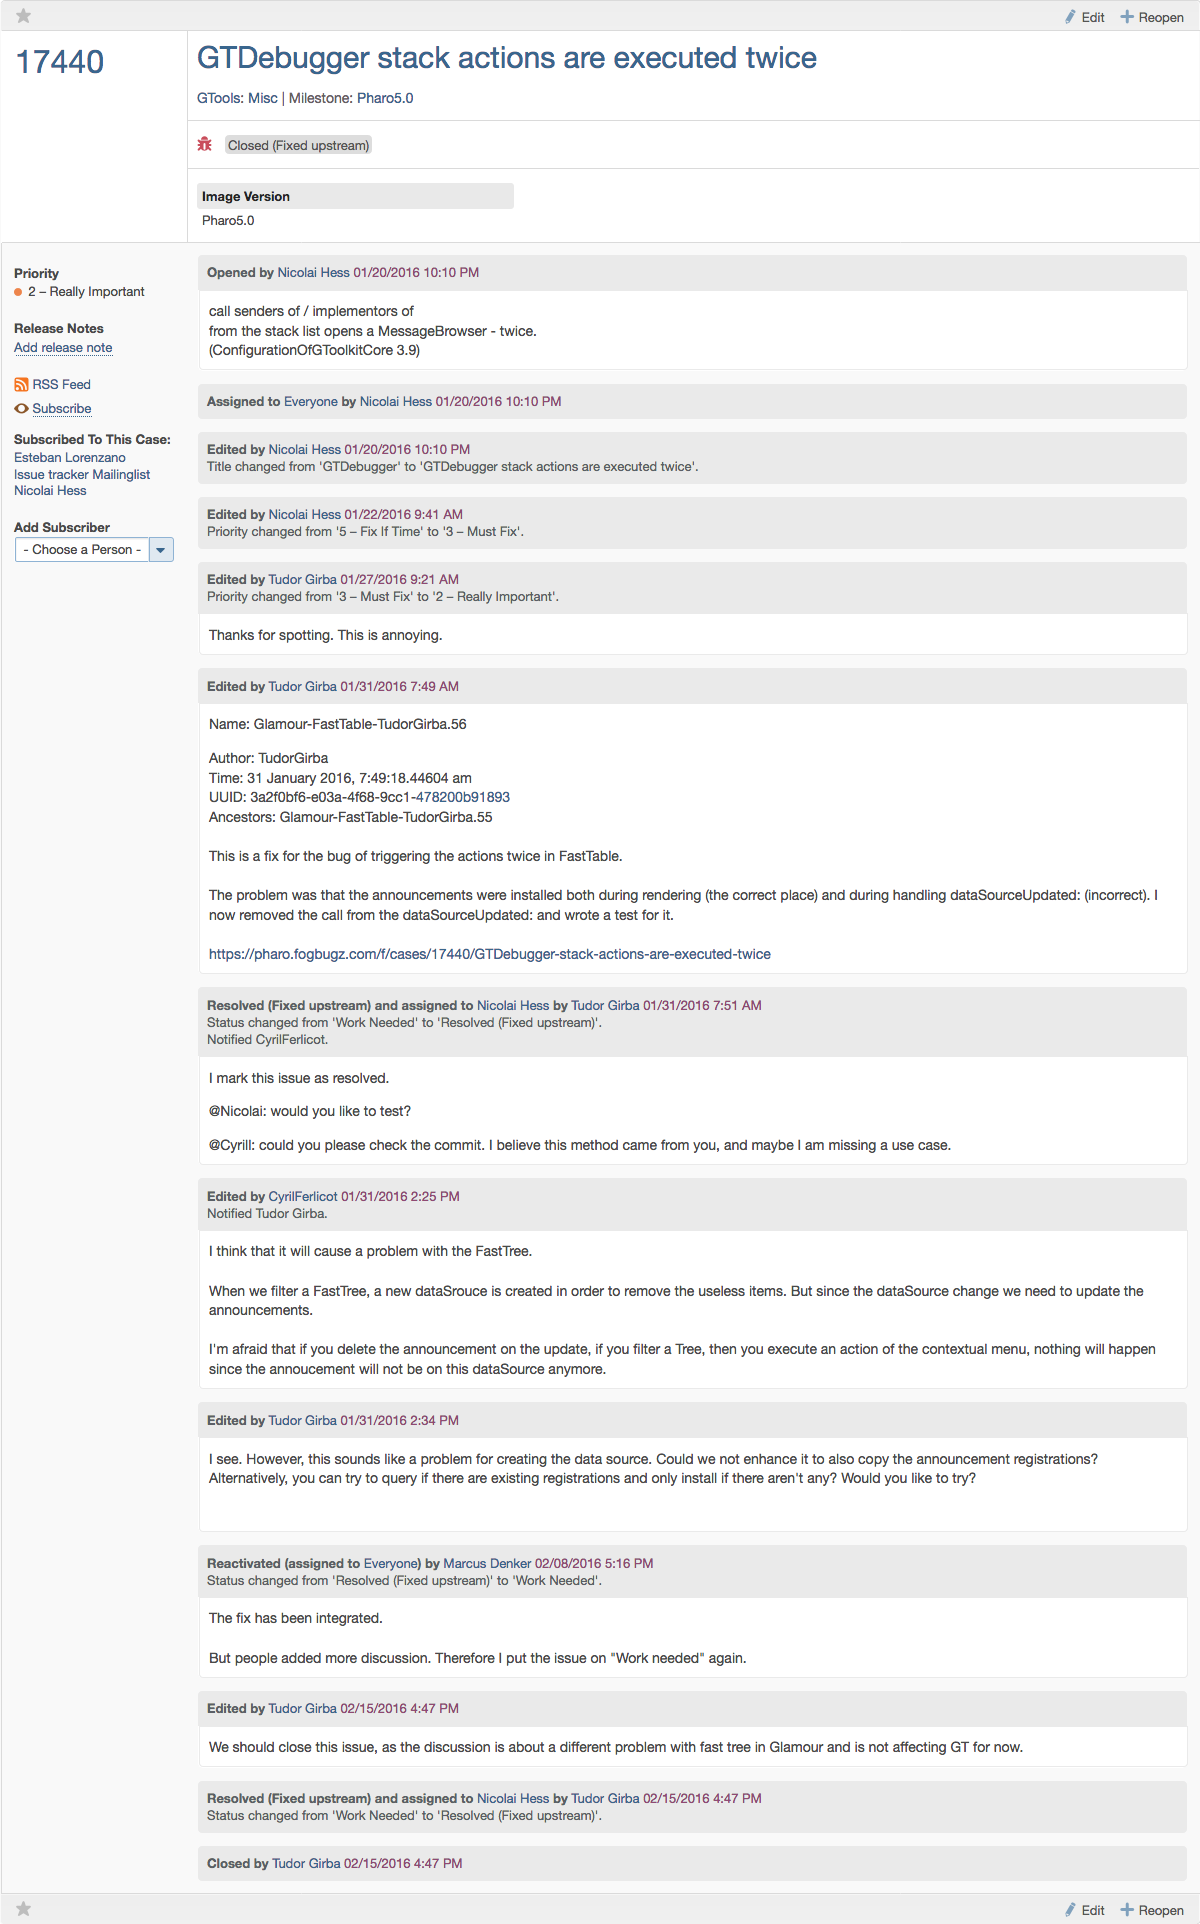 Edit Reopen
17440
GTDebugger stack actions are executed twice
GTools: Misc | Milestone: Pharo5.0
Closed (Fixed upstream)
Image Version
Pharo5.0
Priority
2 – Really Important
Release Notes
Add release note
RSS Feed
Subscribe
Subscribed To This Case:
Esteban Lorenzano
Issue tracker Mailinglist
Nicolai Hess
Add Subscriber
- Choose a Person -
Opened by Nicolai Hess 01/20/2016 10:10 PM
call senders of / implementors of
from the stack list opens a MessageBrowser - twice.
(ConfigurationOfGToolkitCore 3.9)
Assigned to Everyone by Nicolai Hess 01/20/2016 10:10 PM
Edited by Nicolai Hess 01/20/2016 10:10 PM
Title changed from 'GTDebugger' to 'GTDebugger stack actions are executed twice'.
Edited by Nicolai Hess 01/22/2016 9:41 AM
Priority changed from '5 – Fix If Time' to '3 – Must Fix'.
Edited by Tudor Girba 01/27/2016 9:21 AM
Priority changed from '3 – Must Fix' to '2 – Really Important'.
Thanks for spotting. This is annoying.
Edited by Tudor Girba 01/31/2016 7:49 AM
Name: Glamour-FastTable-TudorGirba.56
Author: TudorGirba
Time: 31 January 2016, 7:49:18.44604 am
UUID: 3a2f0bf6-e03a-4f68-9cc1-478200b91893
Ancestors: Glamour-FastTable-TudorGirba.55
This is a fix for the bug of triggering the actions twice in FastTable.
The problem was that the announcements were installed both during rendering (the correct place) and during handling dataSourceUpdated: (incorrect). I
now removed the call from the dataSourceUpdated: and wrote a test for it.
https://pharo.fogbugz.com/f/cases/17440/GTDebugger-stack-actions-are-executed-twice
Resolved (Fixed upstream) and assigned to Nicolai Hess by Tudor Girba 01/31/2016 7:51 AM
Status changed from 'Work Needed' to 'Resolved (Fixed upstream)'.
Notified CyrilFerlicot.
I mark this issue as resolved.
@Nicolai: would you like to test?
@Cyrill: could you please check the commit. I believe this method came from you, and maybe I am missing a use case.
Edited by CyrilFerlicot 01/31/2016 2:25 PM
Notified Tudor Girba.
I think that it will cause a problem with the FastTree.
When we filter a FastTree, a new dataSrouce is created in order to remove the useless items. But since the dataSource change we need to update the
announcements.
I'm afraid that if you delete the announcement on the update, if you filter a Tree, then you execute an action of the contextual menu, nothing will happen
since the annoucement will not be on this dataSource anymore.
Edited by Tudor Girba 01/31/2016 2:34 PM
I see. However, this sounds like a problem for creating the data source. Could we not enhance it to also copy the announcement registrations?
Alternatively, you can try to query if there are existing registrations and only install if there aren't any? Would you like to try?
Reactivated (assigned to Everyone) by Marcus Denker 02/08/2016 5:16 PM
Status changed from 'Resolved (Fixed upstream)' to 'Work Needed'.
The fix has been integrated.
But people added more discussion. Therefore I put the issue on "Work needed" again.
Edited by Tudor Girba 02/15/2016 4:47 PM
We should close this issue, as the discussion is about a different problem with fast tree in Glamour and is not affecting GT for now.
Resolved (Fixed upstream) and assigned to Nicolai Hess by Tudor Girba 02/15/2016 4:47 PM
Status changed from 'Work Needed' to 'Resolved (Fixed upstream)'.
Closed by Tudor Girba 02/15/2016 4:47 PM
Edit Reopen